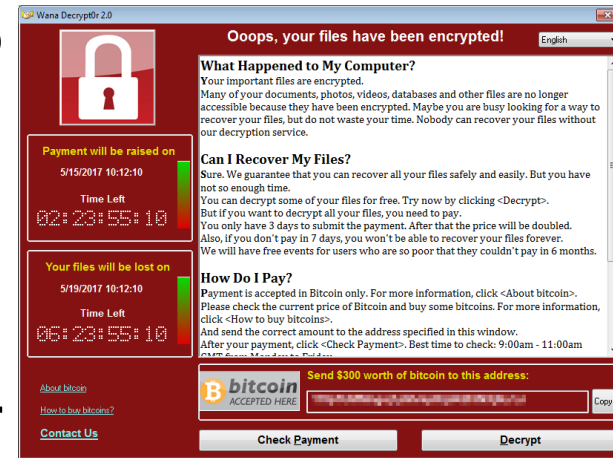 Wana Decrypt0r 2.0
Ooops, your files have been encrypted!
English
What Happened to My Computer?
Your important files are encrypted.
Many of your documents, photos, videos, databases and other files are no longer
accessible because they have been encrypted. Maybe you are busy looking for a way to
recover your files, but do not waste your time. Nobody can recover your files without
our decryption service.
Can I Recover My Files?
Sure. We guarantee that you can recover all your files safely and easily. But you have
not so enough time.
You can decrypt some of your files for free. Try now by clicking <Decrypt>.
But if you want to decrypt all your files, you need to pay.
You only have 3 days to submit the payment. After that the price will be doubled.
Also, if you don't pay in 7 days, you won't be able to recover your files forever.
We will have free events for users who are so poor that they couldn't pay in 6 months.
How Do I Pay?
Payment is accepted in Bitcoin only. For more information, click <About bitcoin>.
Please check the current price of Bitcoin and buy some bitcoins. For more information,
click <How to buy bitcoins>.
And send the correct amount to the address specified in this window.
After your payment, click <Check Payment>. Best time to check: 9:00am - 11:00am
GMT from Monday to Friday.
Payment will be raised on
5/15/2017 10:12:10
Time Left
02:23:55:10
Your files will be lost on
5/19/2017 10:12:10
Time Left
06:23:55:10
About bitcoin
How to buy bitcoins?
Contact Us
bitcoin
ACCEPTED HERE
Send $300 worth of bitcoin to this address:
Copy
Check Payment
Decrypt